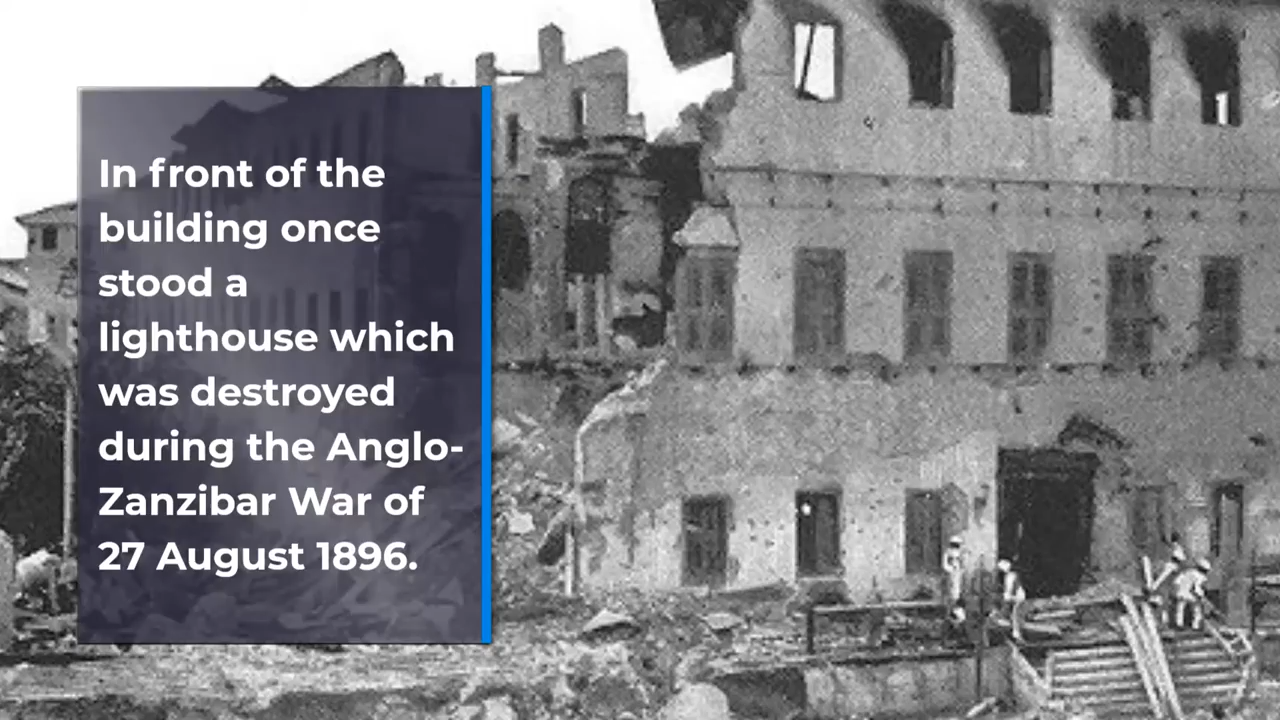 In front of the
building once
stood a
lighthouse which
was destroyed
during the Anglo-
Zanzibar War of
27 August 1896.